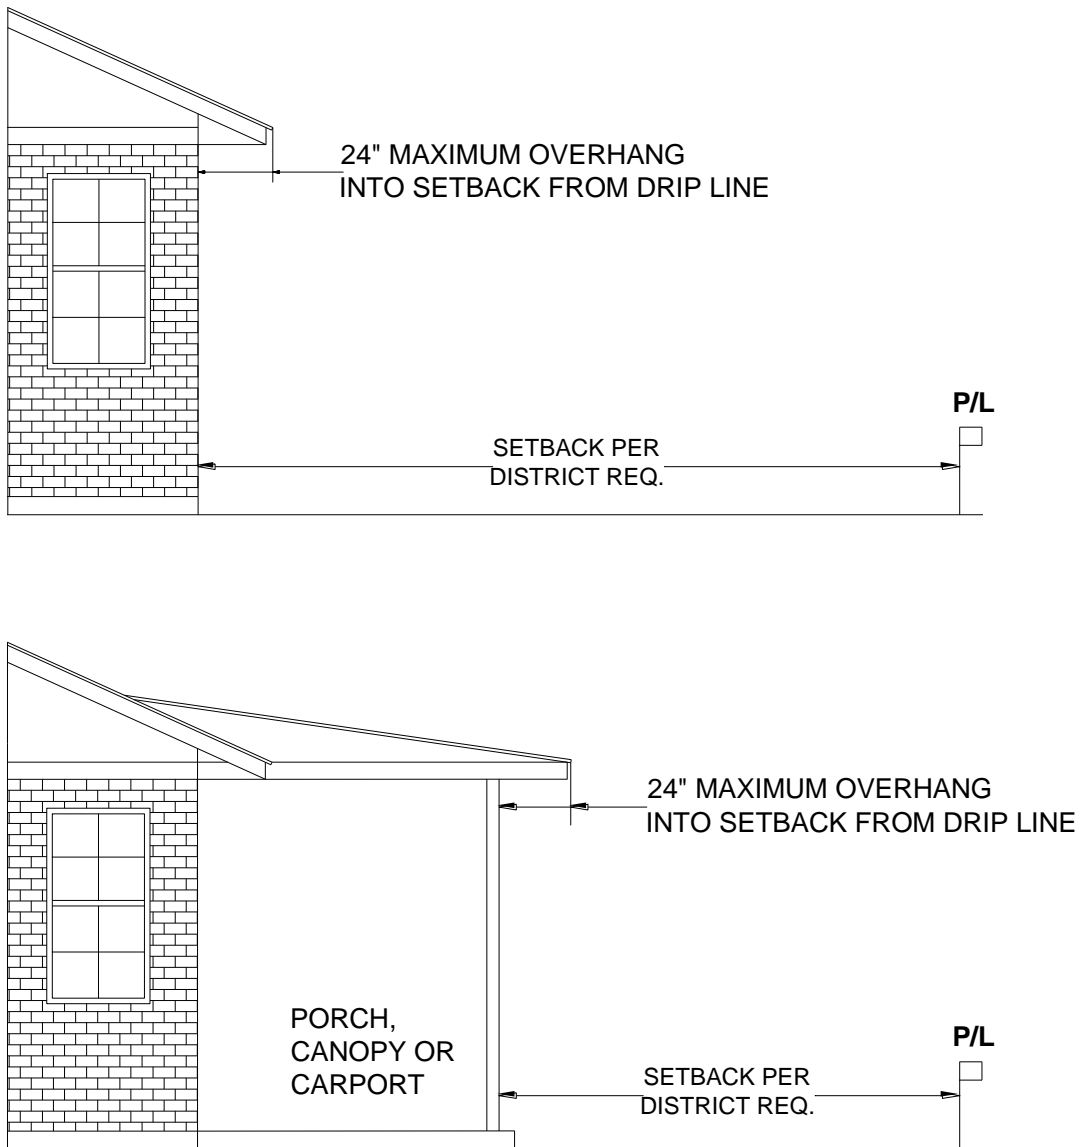 24" MAXIMUM OVERHANG
INTO SETBACK FROM DRIP LINE
P/L
SETBACK PER
DISTRICT REQ.
24" MAXIMUM OVERHANG
INTO SETBACK FROM DRIP LINE
PORCH,
CANOPY OR
CARPORT
P/L
SETBACK PER
DISTRICT REQ.